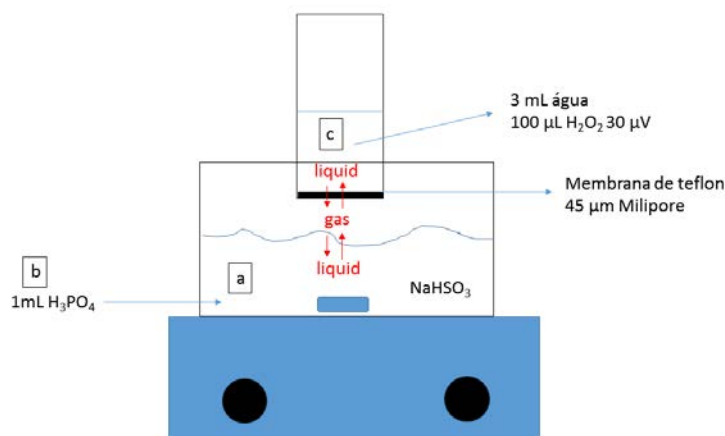 c
3 mL água
100 µL H₂O₂ 30 µV
liquid
Membrana de teflon
45 µm Milipore
gas
b
a
liquid
NaHSO₃
1mL H₃PO₄